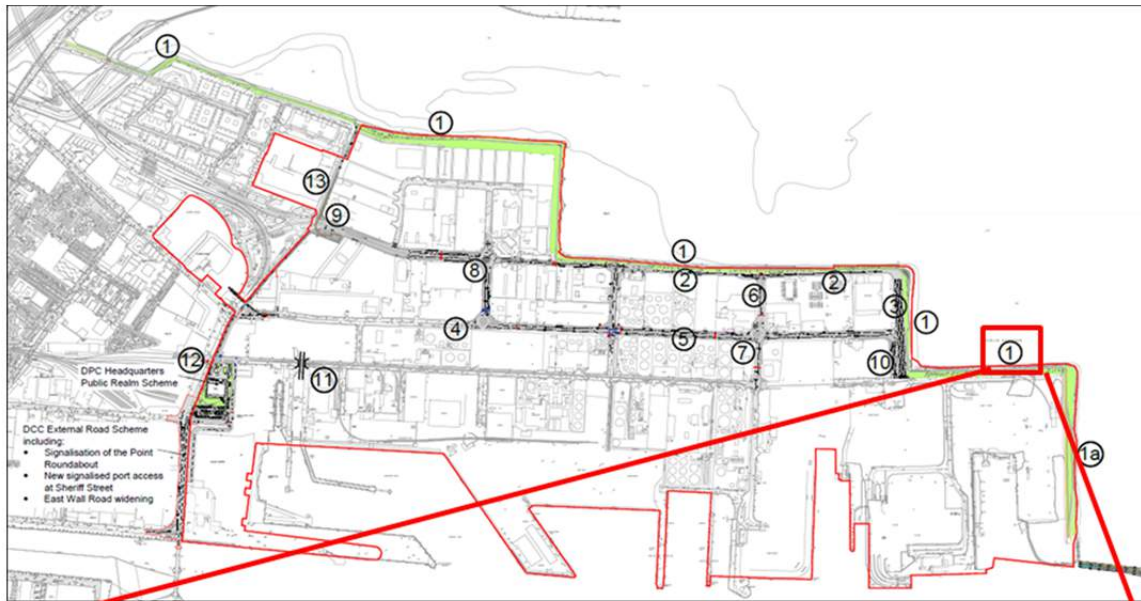 1
1
13
9
1
8
2
6
2
3
1
4
5
7
10
1
12
DPC Headquarters
Public Realm Scheme
11
DCC External Road Scheme
including:
• Signalisation of the Point
Roundabout
• New signalised port access
at Sheriff Street
• East Wall Road widening
1a